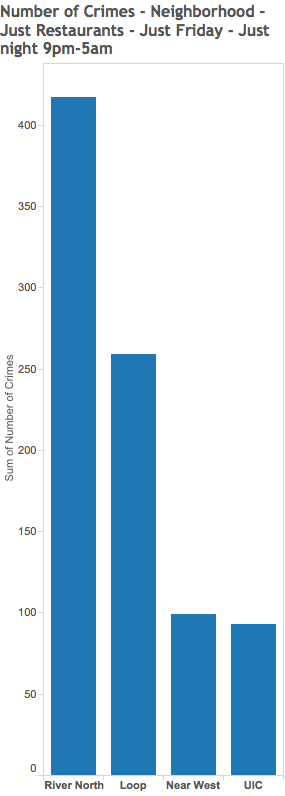 Number of Crimes - Neighborhood -
Just Restaurants - Just Friday - Just
night 9pm-5am
400
350
300
250
200
150
100
50
0
Sum of Number of Crimes
River North Loop Near West UIC